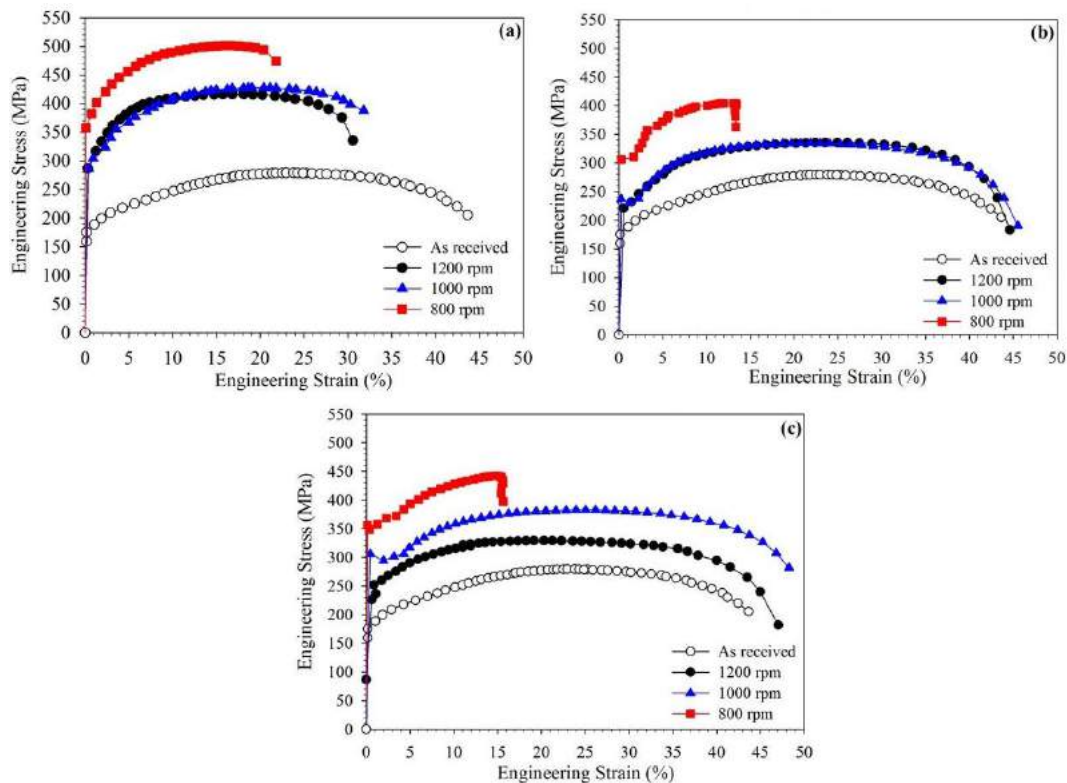 (a)
Engineering Stress (MPa)
550
500
450
400
350
300
250
200
150
100
50
0
As received
1200 rpm
1000 rpm
800 rpm
0 5 10 15 20 25 30 35 40 45 50
Engineering Strain (%)
(b)
Engineering Stress (MPa)
550
500
450
400
350
300
250
200
150
100
50
0
As received
1200 rpm
1000 rpm
800 rpm
0 5 10 15 20 25 30 35 40 45 50
Engineering Strain (%)
(c)
Engineering Stress (MPa)
550
500
450
400
350
300
250
200
150
100
50
0
As received
1200 rpm
1000 rpm
800 rpm
0 5 10 15 20 25 30 35 40 45 50
Engineering Strain (%)